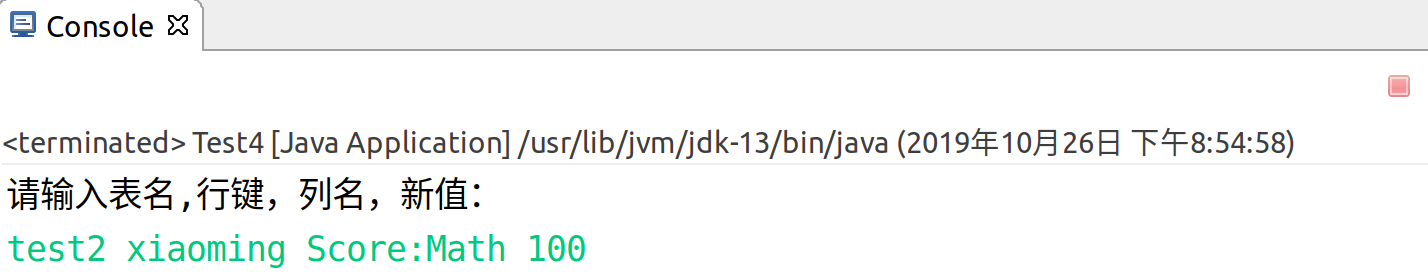 Console
<terminated> Test4 [Java Application] /usr/lib/jvm/jdk-13/bin/java (2019年10月26日 下午8:54:58)
请输入表名,行键，列名，新值：
test2 xiaoming Score:Math 100